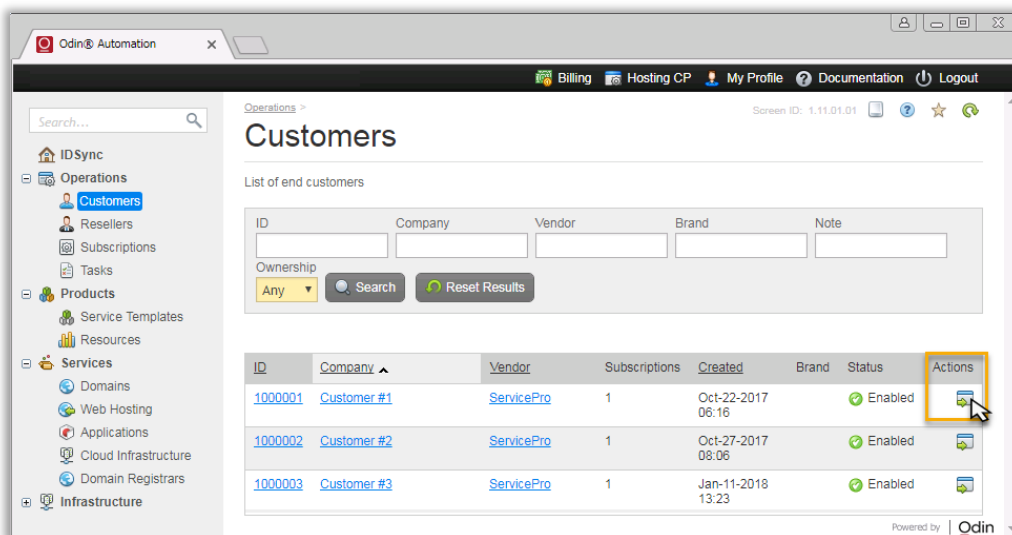 Odin® Automation
Billing Hosting CP My Profile Documentation Logout
Search...
IDSync
Operations
Customers
Resellers
Subscriptions
Tasks
Products
Service Templates
Resources
Services
Domains
Web Hosting
Applications
Cloud Infrastructure
Domain Registrars
Infrastructure
Operations >
Screen ID: 1.11.01.01
Customers
List of end customers
ID Company Vendor Brand Note
Ownership
Any Search Reset Results
ID Company Vendor Subscriptions Created Brand Status Actions
1000001 Customer #1 ServicePro 1 Oct-22-2017 Enabled
06:16
1000002 Customer #2 ServicePro 1 Oct-27-2017 Enabled
08:06
1000003 Customer #3 ServicePro 1 Jan-11-2018 Enabled
13:23
Powered by | Odin